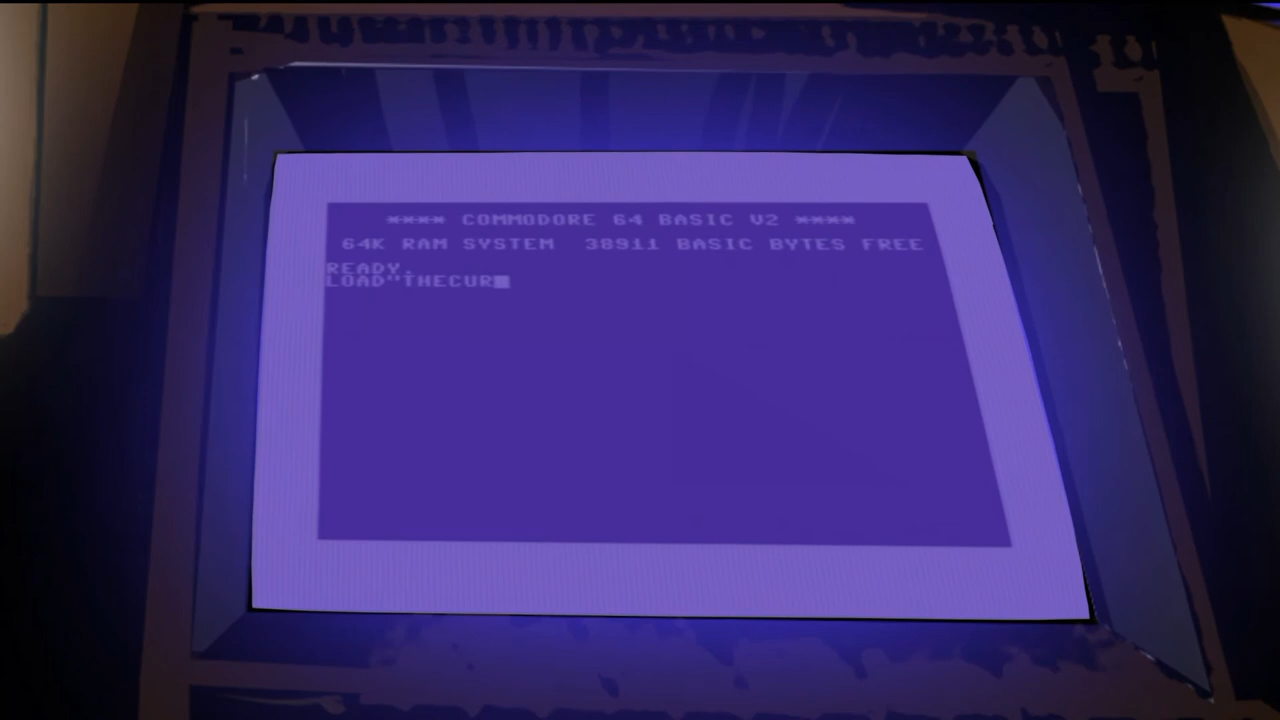 **** COMMODORE 64 BASIC V2 ****
64K RAM SYSTEM  38911 BASIC BYTES FREE
READY.
LOAD"THECUR